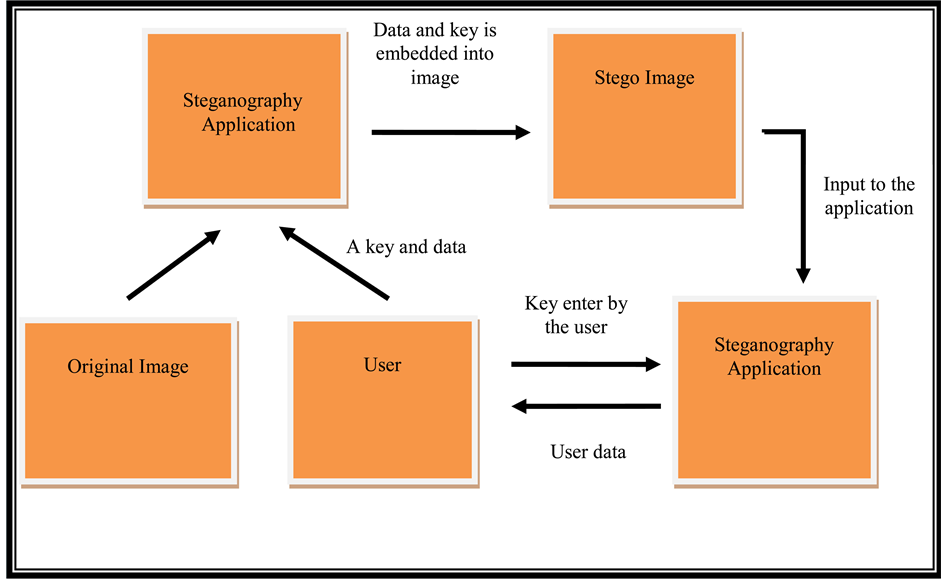 Data and key is
embedded into
image
Steganography
Application
Stego Image
Input to the
application
A key and data
Key enter by
the user
Original Image
User
Steganography
Application
User data